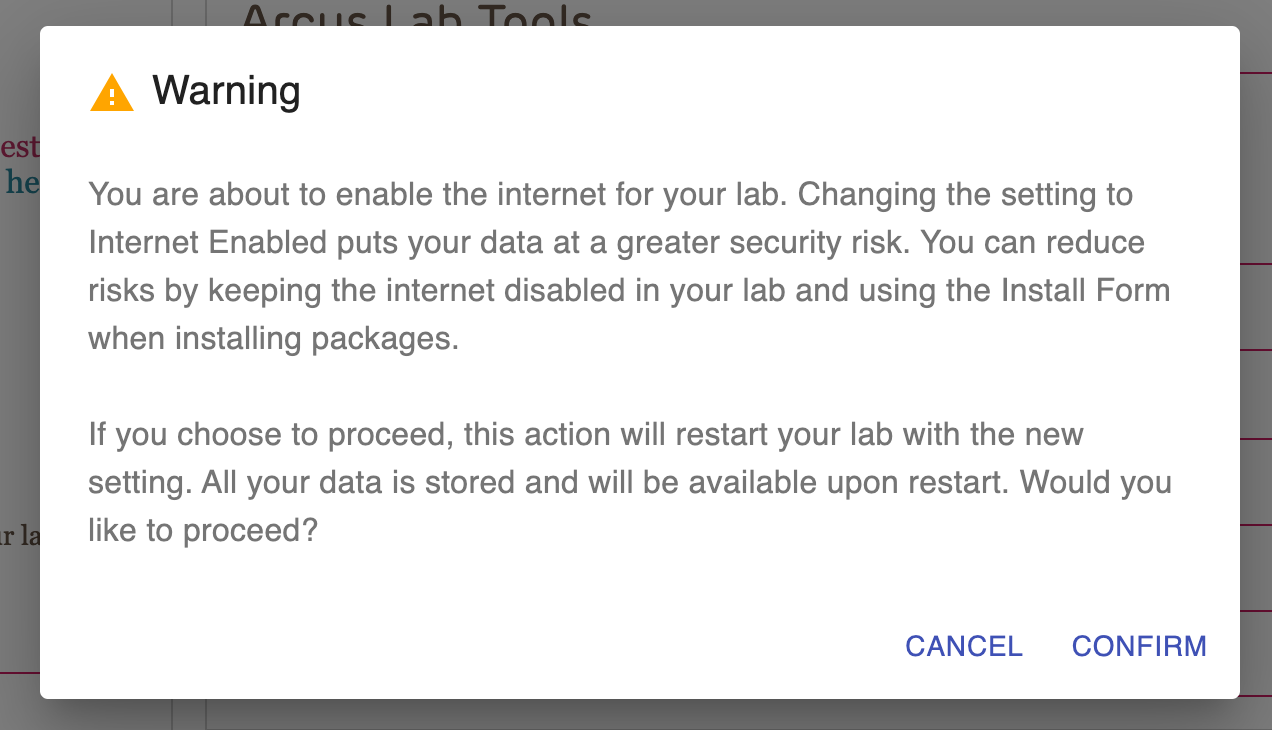 Arcus Lab Tools
Warning
est
he
You are about to enable the internet for your lab. Changing the setting to
Internet Enabled puts your data at a greater security risk. You can reduce
risks by keeping the internet disabled in your lab and using the Install Form
when installing packages.
If you choose to proceed, this action will restart your lab with the new
setting. All your data is stored and will be available upon restart. Would you
like to proceed?
ur la
CANCEL CONFIRM